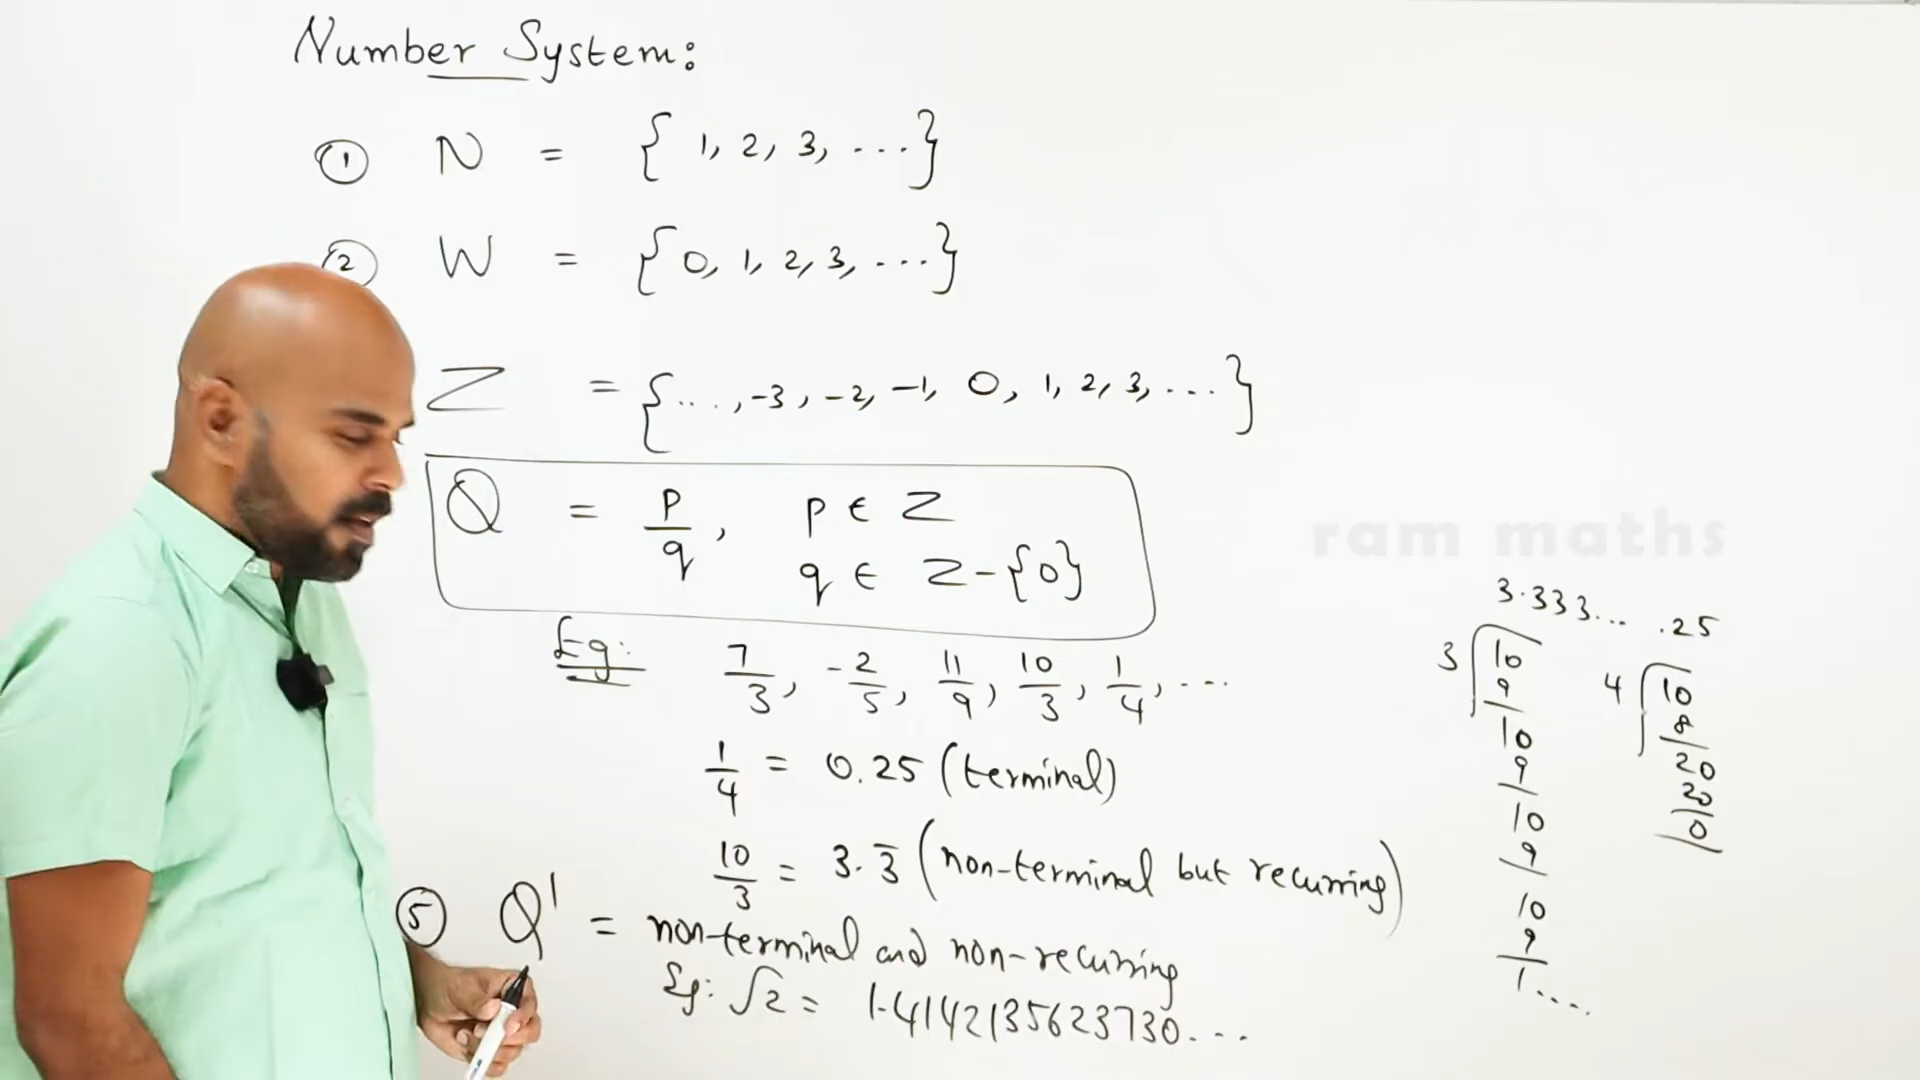 Number System:
① N = { 1, 2, 3, ...}
② W = {0, 1, 2, 3, ...}
Z = {..., -3, -2, -1, 0, 1, 2, 3, ...}
Q = p/q, p ∈ Z
q ∈ Z-{0}
ram maths
Eg: 7/3, -2/5, 11/9, 10/3, 1/4, ...
1/4 = 0.25 (terminal)
10/3 = 3.3̅ (non-terminal but recurring)
⑤ Q' = non-terminal and non-recurring
Eg: √2 = 1.4142135623730...
3.333...
3 10
9
10
9
10
9
10
9
1....
.25
4 10
8
20
20
0